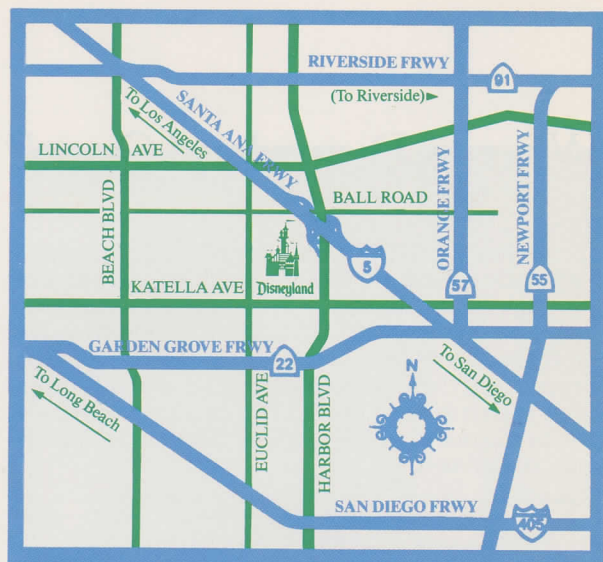 RIVERSIDE FRWY
91
(To Riverside)
To Los Angeles
SANTA ANA FRWY
LINCOLN AVE
BEACH BLVD
BALL ROAD
ORANGE FRWY
NEWPORT FRWY
5
57
55
KATELLA AVE
Disneyland
GARDEN GROVE FRWY
22
To Long Beach
EUCLID AVE
HARBOR BLVD
N
To San Diego
SAN DIEGO FRWY
405